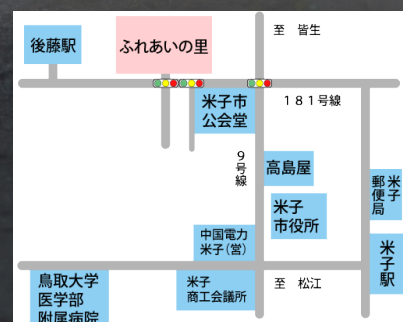 至 皆生
後藤駅
ふれあいの里
米子市
公会堂
181号線
9号線
高島屋
米子
市役所
米子
郵便局
中国電力
米子(営)
米子駅
鳥取大学
医学部
附属病院
米子
商工会議所
至 松江